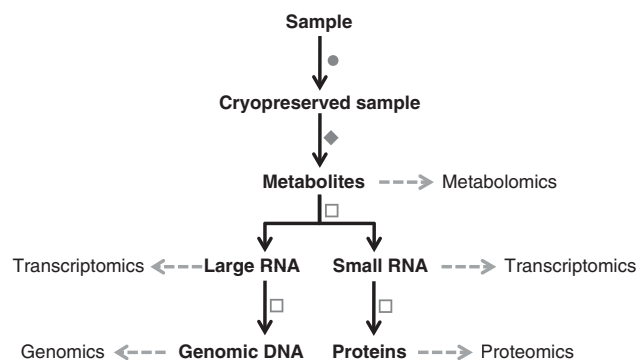 Sample
Cryopreserved sample
Metabolites Metabolomics
Transcriptomics Large RNA Small RNA Transcriptomics
Genomics Genomic DNA Proteins Proteomics